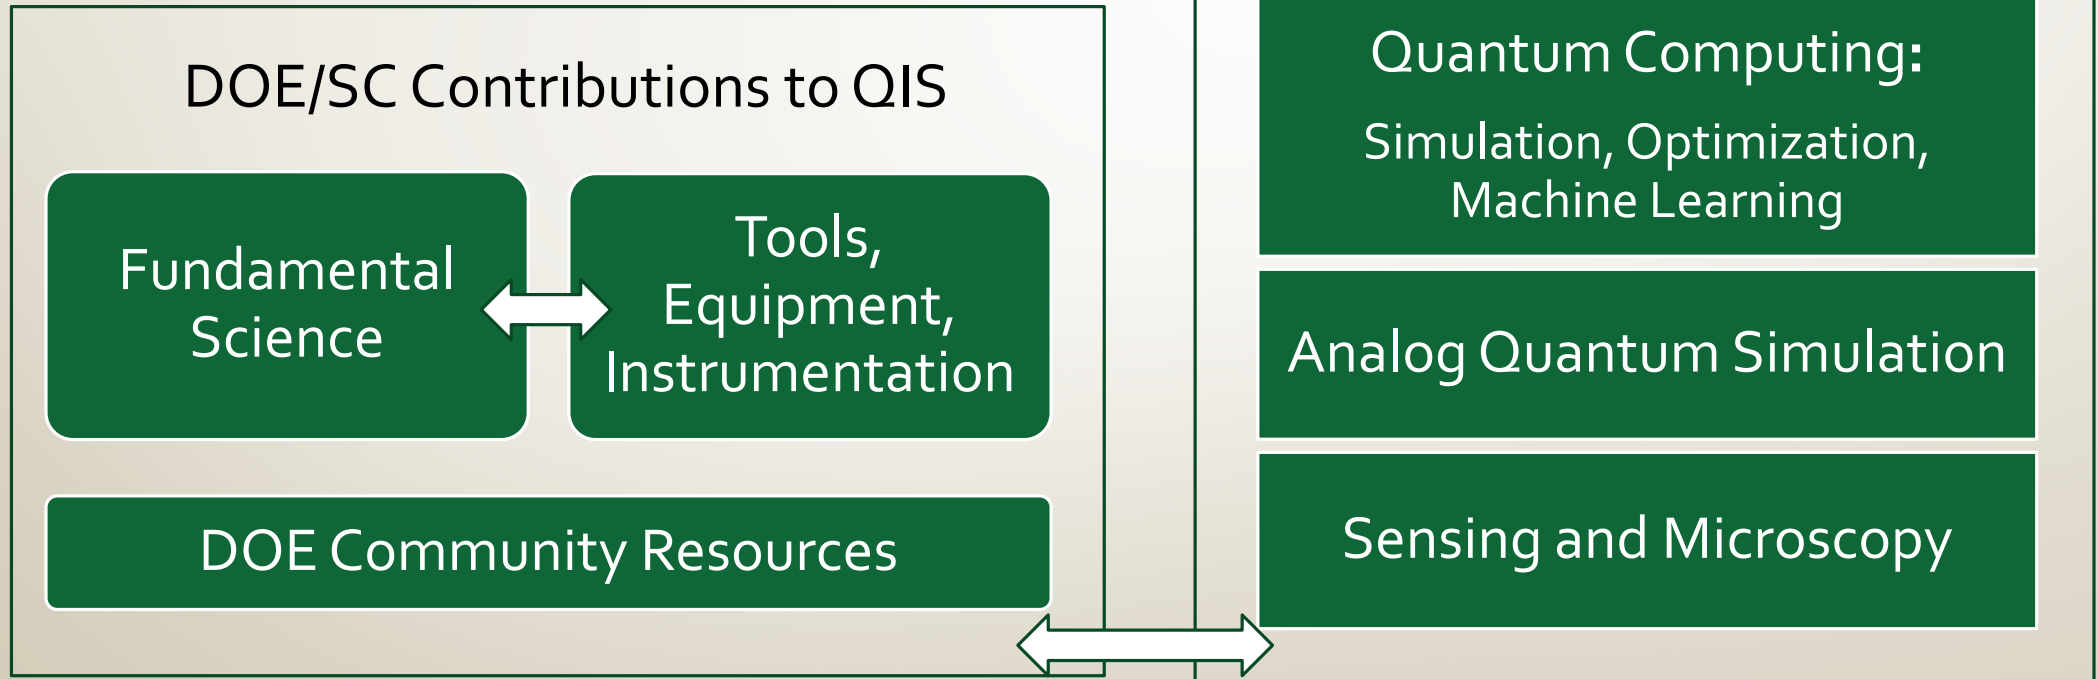 DOE/SC Contributions to QIS
Fundamental
Science
Tools,
Equipment,
Instrumentation
DOE Community Resources
Quantum Computing:
Simulation, Optimization,
Machine Learning
Analog Quantum Simulation
Sensing and Microscopy